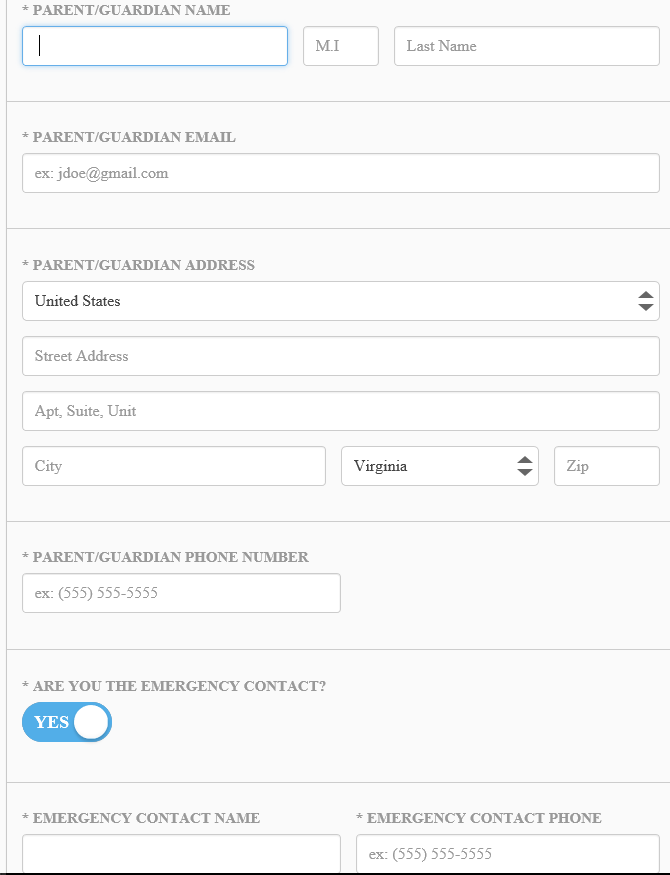 * PARENT/GUARDIAN NAME
M.I Last Name
* PARENT/GUARDIAN EMAIL
ex: jdoe@gmail.com
* PARENT/GUARDIAN ADDRESS
United States
Street Address
Apt, Suite, Unit
City Virginia Zip
* PARENT/GUARDIAN PHONE NUMBER
ex: (555) 555-5555
* ARE YOU THE EMERGENCY CONTACT?
YES
* EMERGENCY CONTACT NAME * EMERGENCY CONTACT PHONE
ex: (555) 555-5555